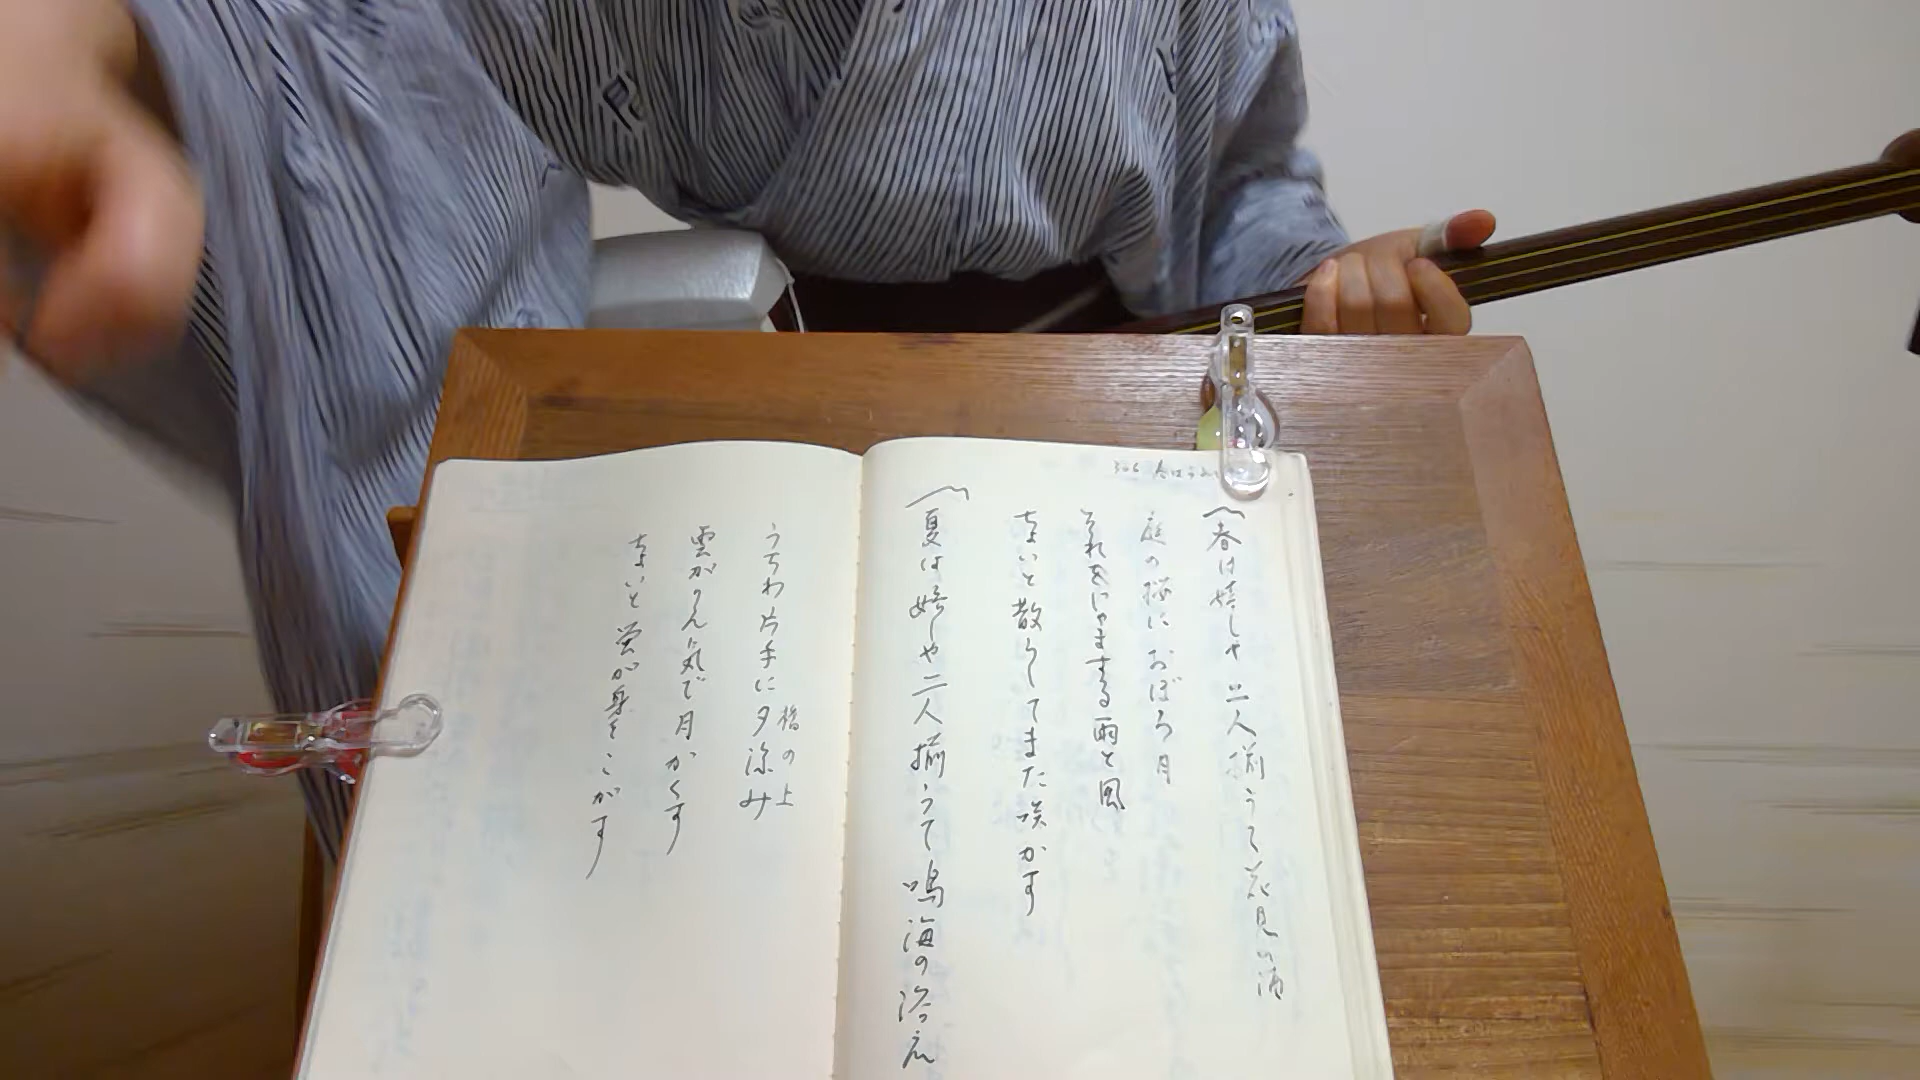 306 春はうれ
春は嬉しや 二人揃うて花見の酒
庭の桜に おぼろ月
それをじゃまする雨と風
ちょいと散らしてまた咲かす
夏は嬉しや二人揃うて 鳴海の浴衣
うちわ片手に 夕涼み
橋の上
雲がりん気で月かくす
ちょいと蛍が身をこがす